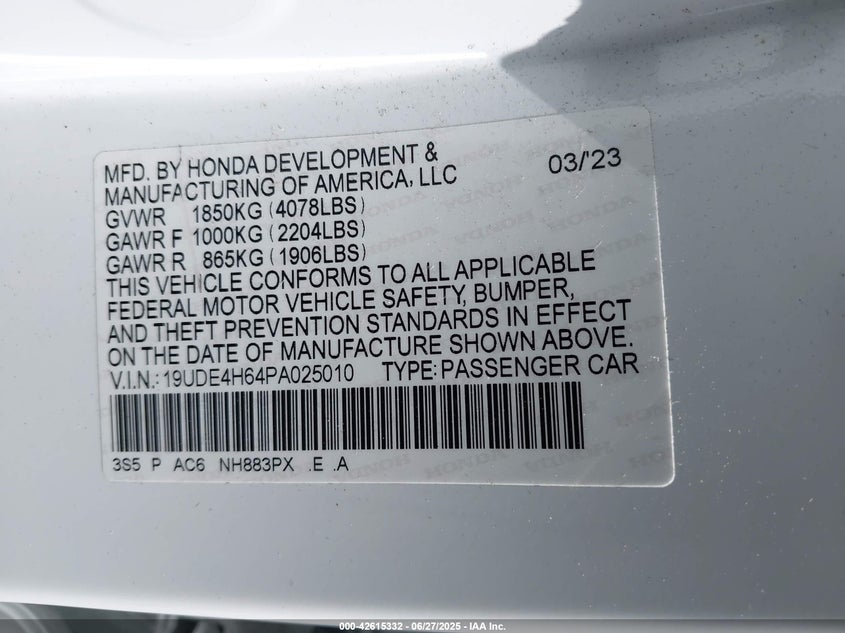 MFD. BY HONDA DEVELOPMENT &
MANUFACTURING OF AMERICA, LLC 03/'23
GVWR 1850KG (4078LBS)
GAWR F 1000KG (2204LBS)
GAWR R 865KG (1906LBS)
THIS VEHICLE CONFORMS TO ALL APPLICABLE
FEDERAL MOTOR VEHICLE SAFETY, BUMPER,
AND THEFT PREVENTION STANDARDS IN EFFECT
ON THE DATE OF MANUFACTURE SHOWN ABOVE.
V.I.N.:19UDE4H64PA025010 TYPE:PASSENGER CAR
3S5 P AC6 NH883PX .E .A
000-42615332 | 06/27/2025 - IAA Inc.